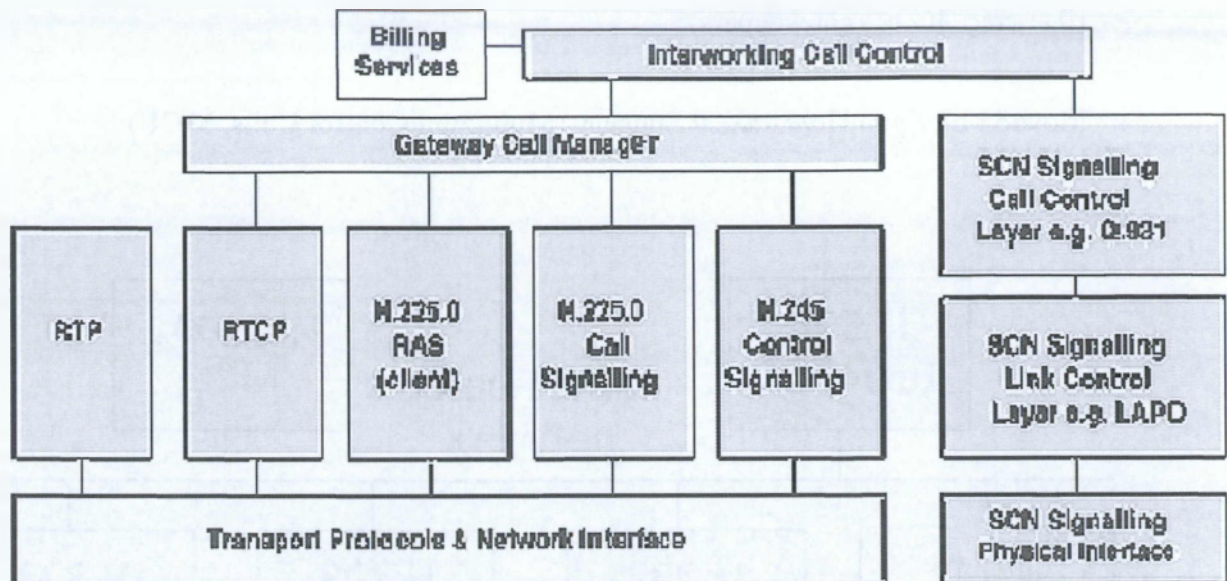 Billing
Services
Interworking Call Control
Gateway Call Manager
SCN Signalling
Call Control
Layer e.g. Q.931
RTP
RTCP
H.225.0
RAS
(client)
H.225.0
Call
Signalling
H.245
Control
Signalling
SCN Signalling
Link Control
Layer e.g. LAPD
Transport Protocols & Network Interface
SCN Signalling
Physical Interface